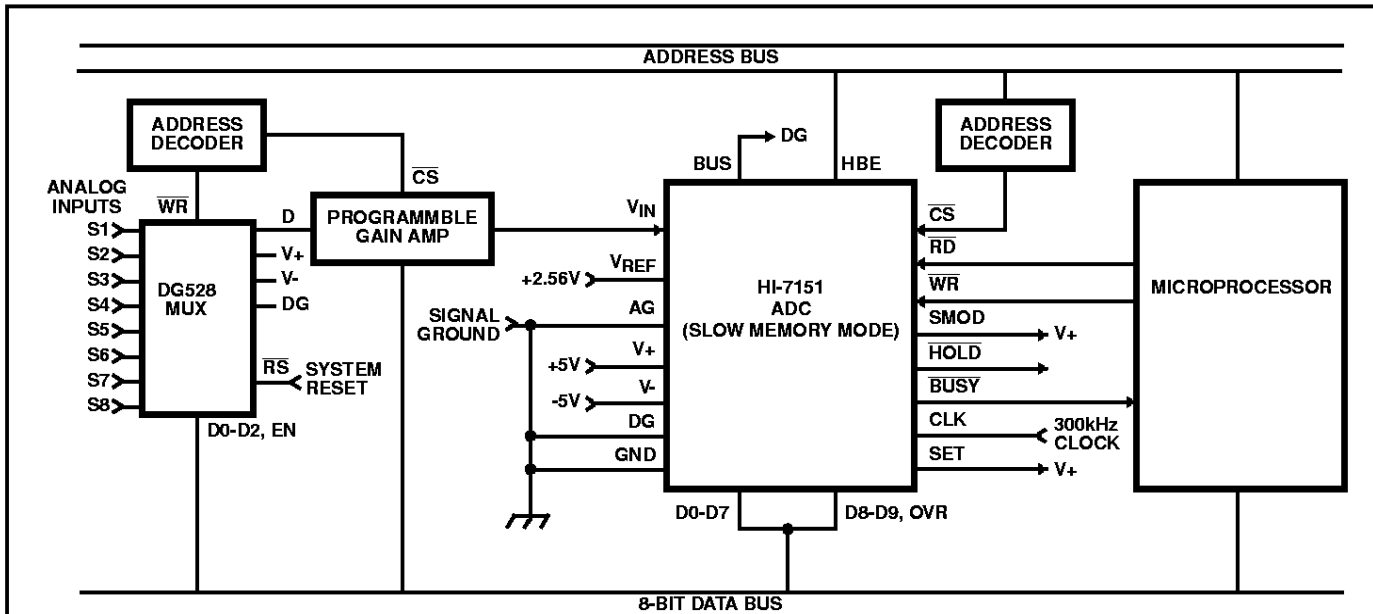 ADDRESS BUS
ADDRESS
DECODER
ADDRESS
DECODER
DG
BUS
HBE
CS
ANALOG
INPUTS
WR
D
PROGRAMMBLE
GAIN AMP
VIN
CS
S1
S2
S3
S4
S5
S6
S7
S8
DG528
MUX
V+
V-
DG
RS
SYSTEM
RESET
D0-D2, EN
+2.56V
VREF
SIGNAL
GROUND
AG
V+
+5V
V-
-5V
DG
GND
HI-7151
ADC
(SLOW MEMORY MODE)
RD
WR
SMOD
V+
HOLD
BUSY
CLK
300kHz
CLOCK
SET
V+
MICROPROCESSOR
D0-D7
D8-D9, OVR
8-BIT DATA BUS